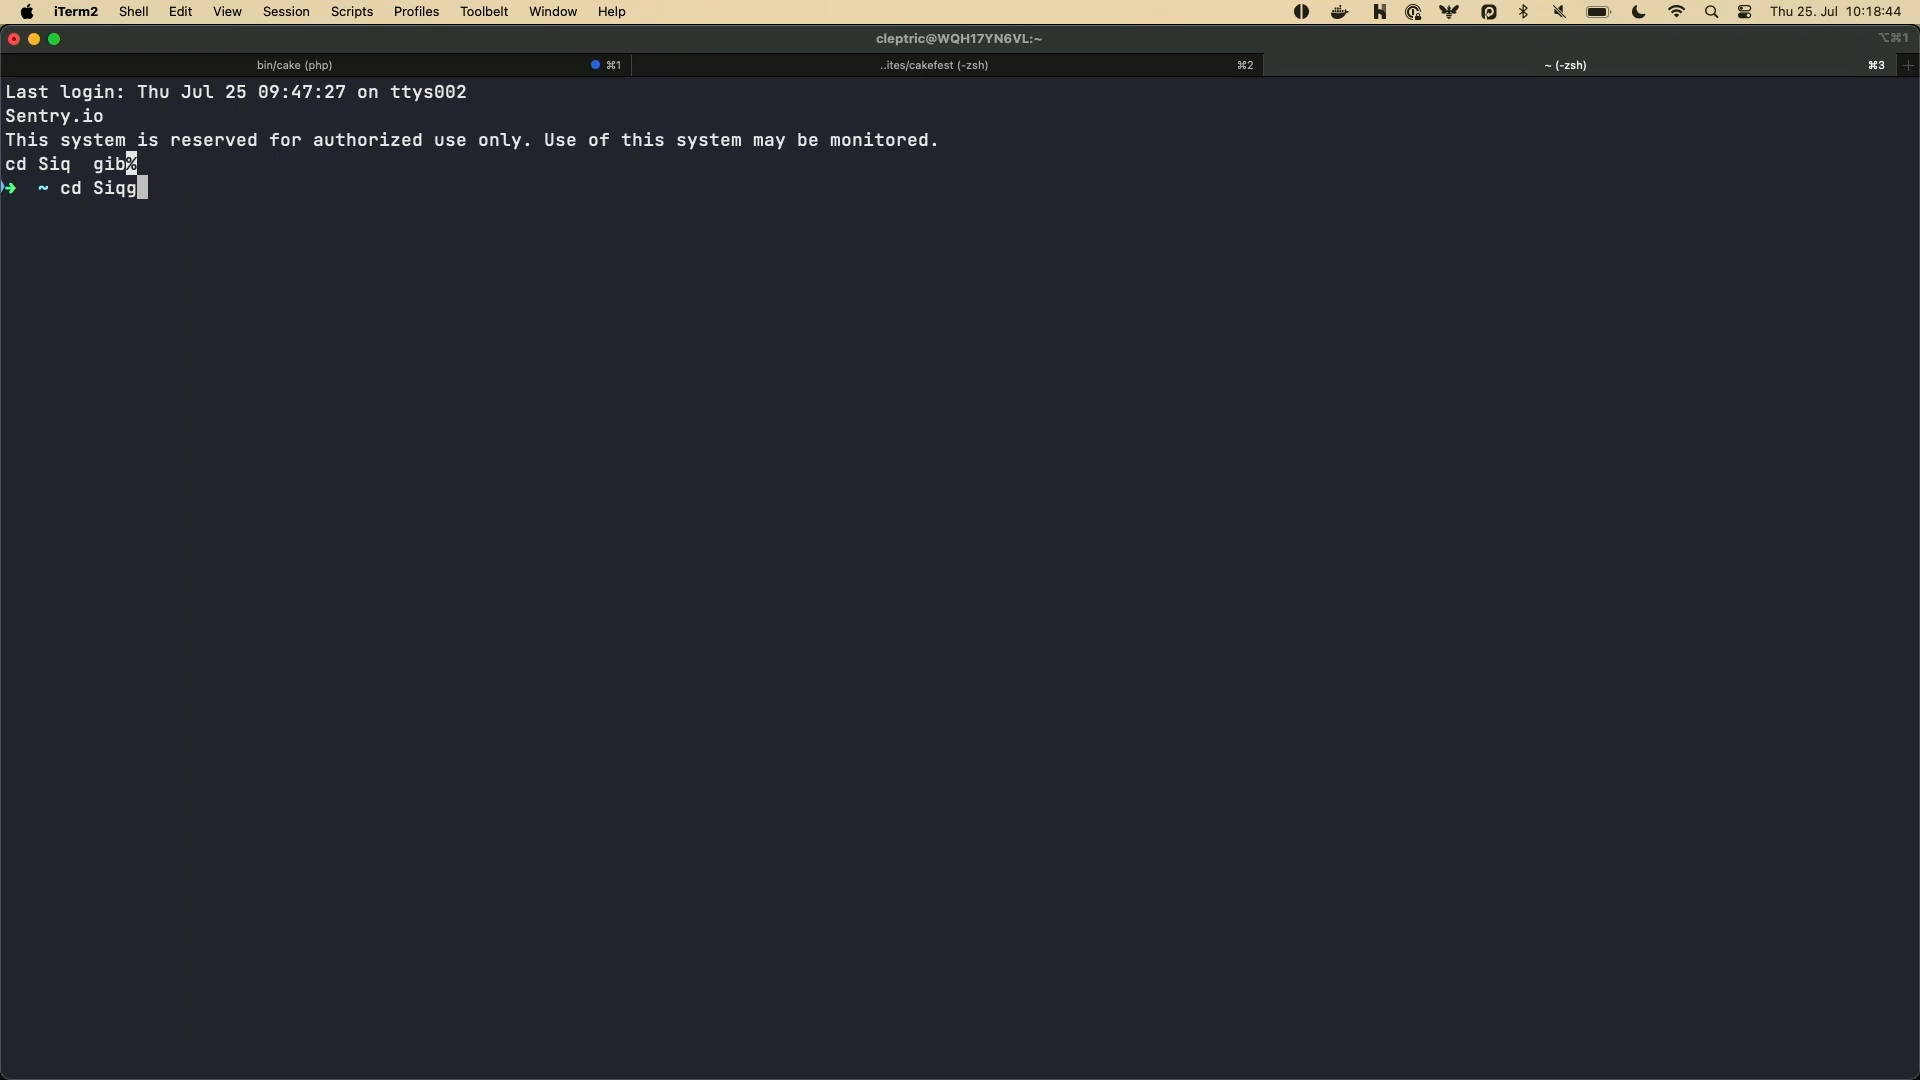 iTerm2 Shell Edit View Session Scripts Profiles Toolbelt Window Help Thu 25. Jul 10:18:44
cleptric@WQH17YN6VL:~ ⌥⌘1
bin/cake (php) ⌘1 ..ites/cakefest (-zsh) ⌘2 ~ (-zsh) ⌘3
Last login: Thu Jul 25 09:47:27 on ttys002
Sentry.io
This system is reserved for authorized use only. Use of this system may be monitored.
cd Siq  gib%
➜  ~ cd Siqg